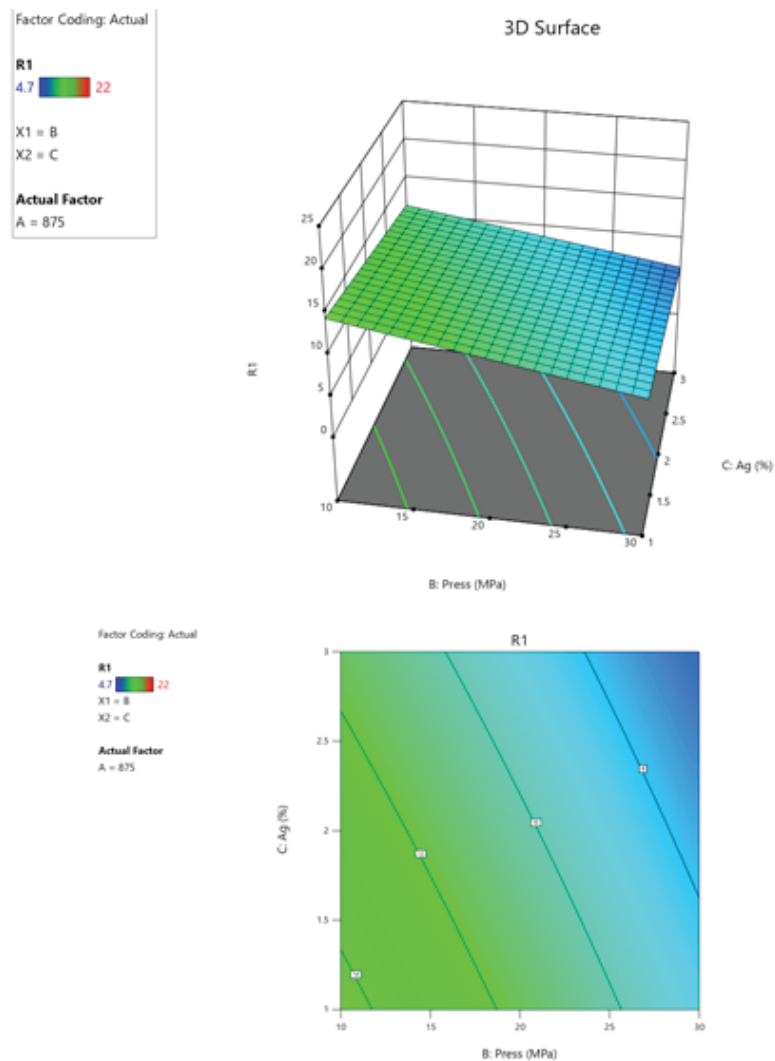 Factor Coding: Actual
3D Surface
R1
4.7 22
X1 = B
X2 = C
Actual Factor
A = 875
25
20
15
10
5
0
R1
3
2.5
2
1.5
1
C: Ag (%)
10
15
20
25
30
B: Press (MPa)
Factor Coding: Actual
R1
4.7 22
X1 = B
X2 = C
Actual Factor
A = 875
R1
3
2.5
2
1.5
1
C: Ag (%)
10
15
20
25
30
B: Press (MPa)